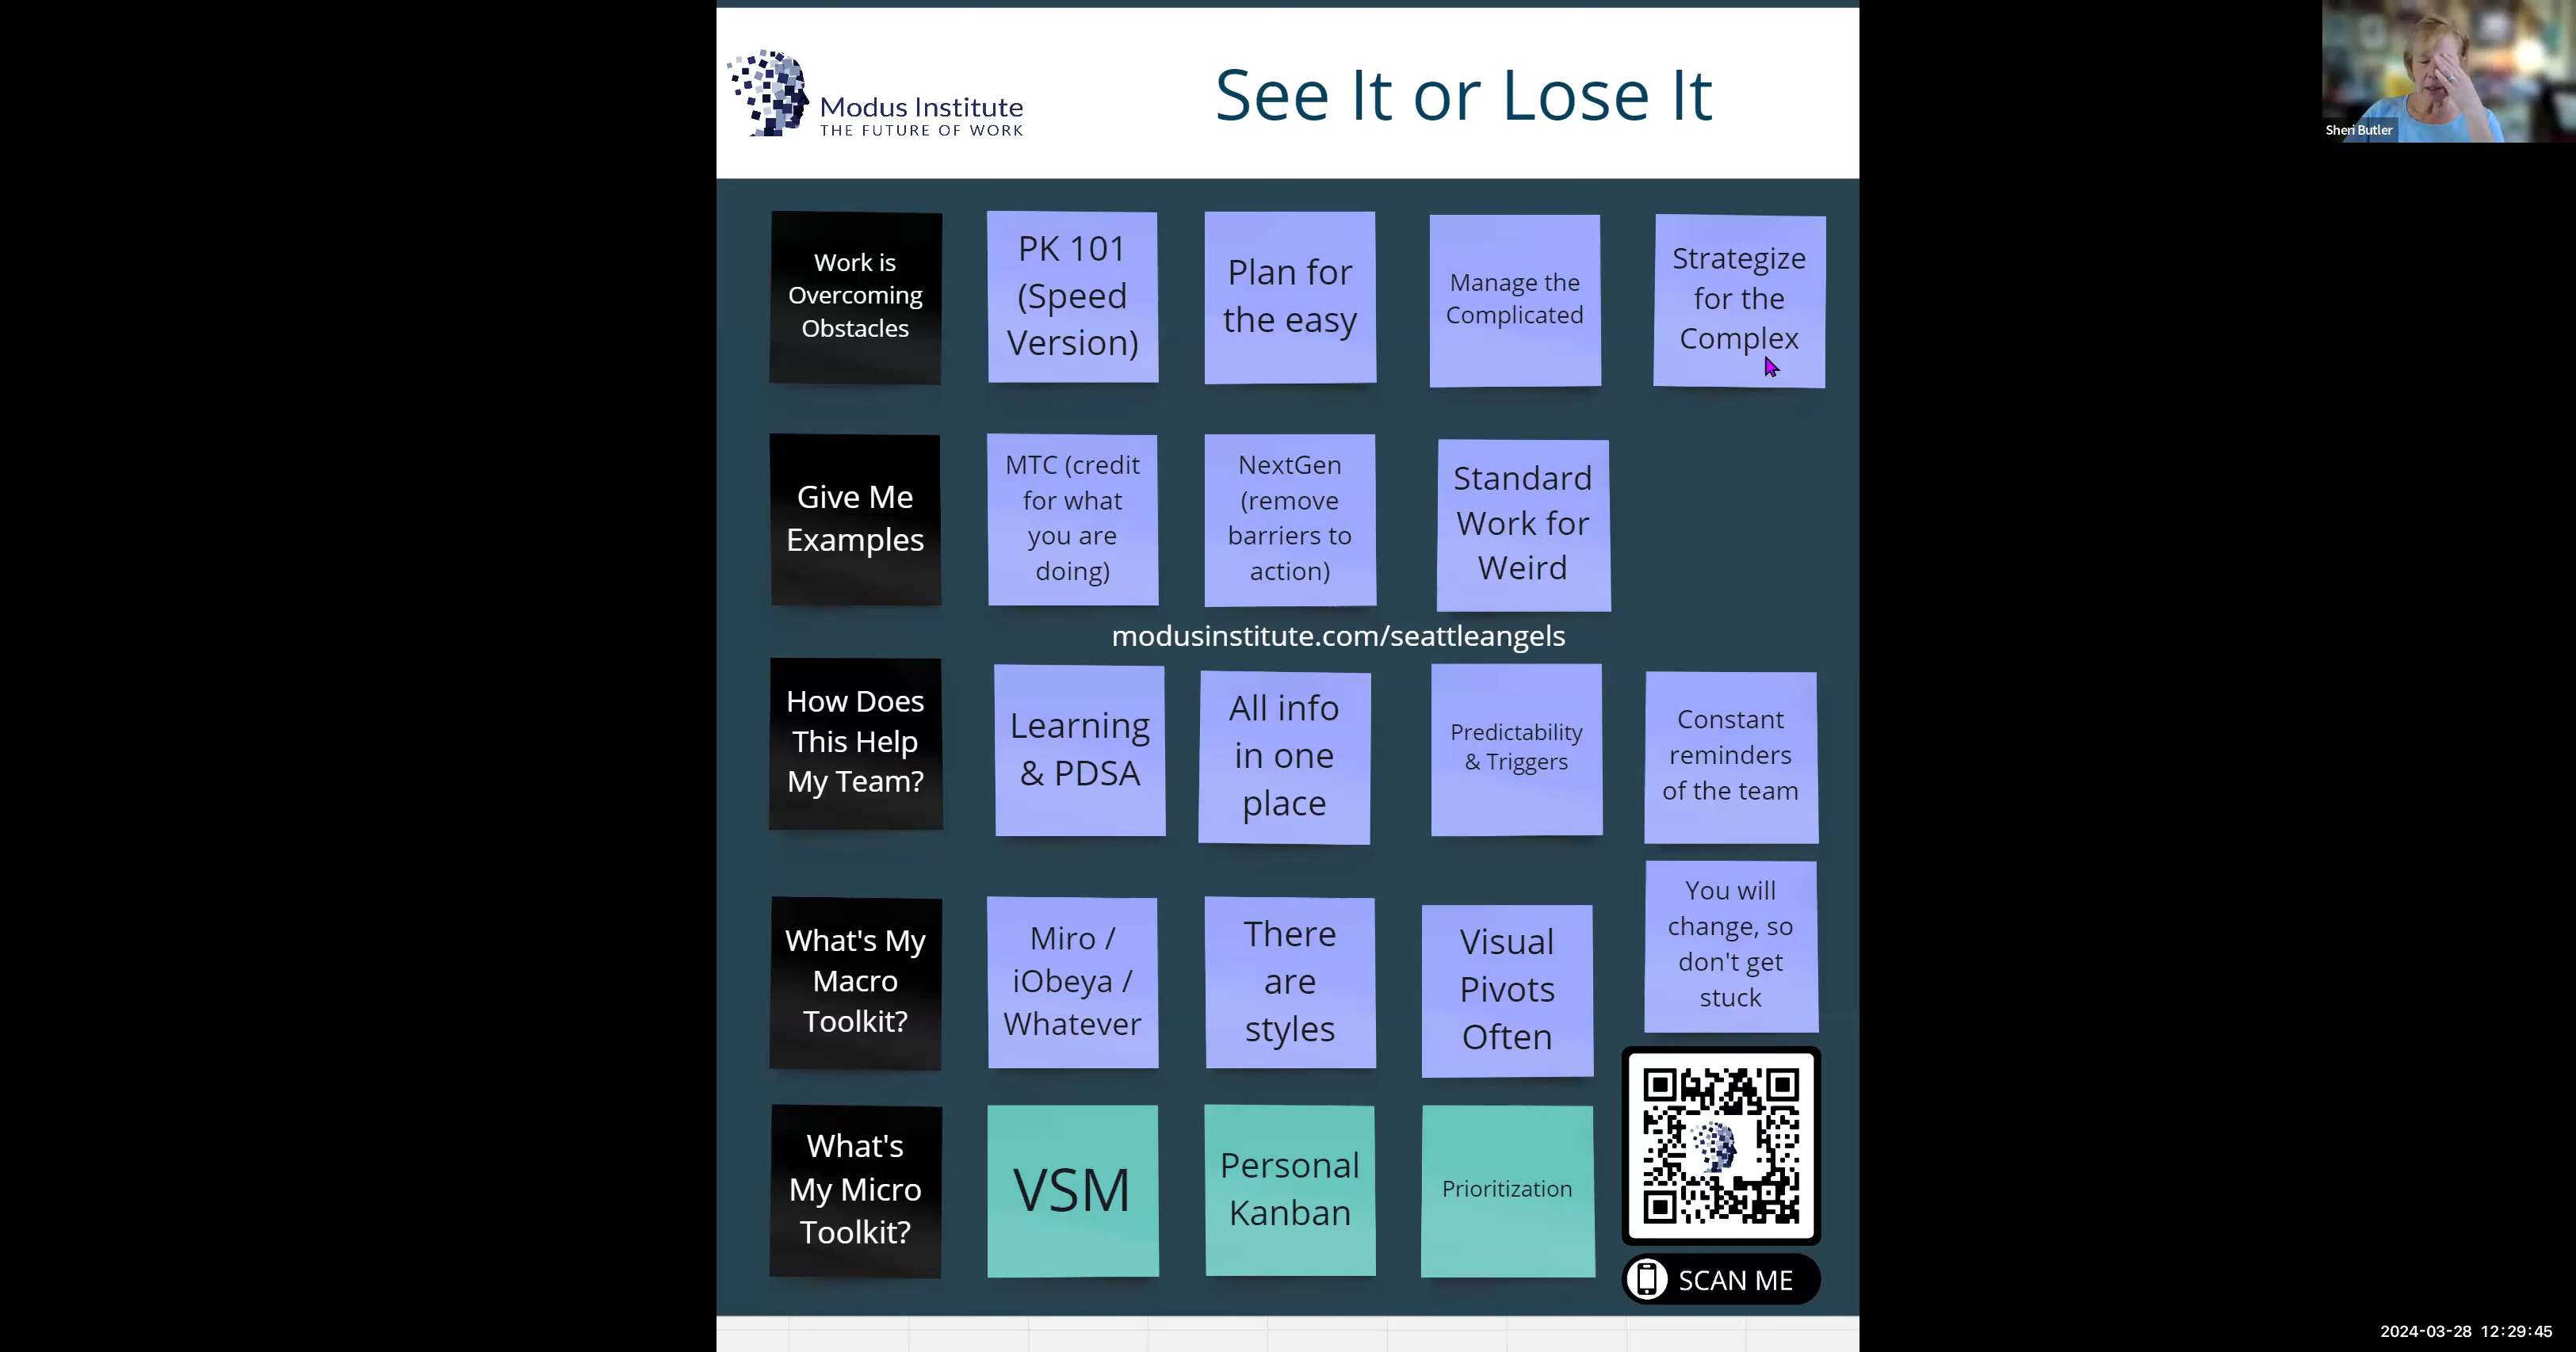 Modus Institute
THE FUTURE OF WORK
See It or Lose It
Sheri Butler
Work is
Overcoming
Obstacles
PK 101
(Speed
Version)
Plan for
the easy
Manage the
Complicated
Strategize
for the
Complex
Give Me
Examples
MTC (credit
for what
you are
doing)
NextGen
(remove
barriers to
action)
Standard
Work for
Weird
modusinstitute.com/seattleangels
How Does
This Help
My Team?
Learning
& PDSA
All info
in one
place
Predictability
& Triggers
Constant
reminders
of the team
What's My
Macro
Toolkit?
Miro /
iObeya /
Whatever
There
are
styles
Visual
Pivots
Often
You will
change, so
don't get
stuck
What's
My Micro
Toolkit?
VSM
Personal
Kanban
Prioritization
SCAN ME
2024-03-28 12:29:45